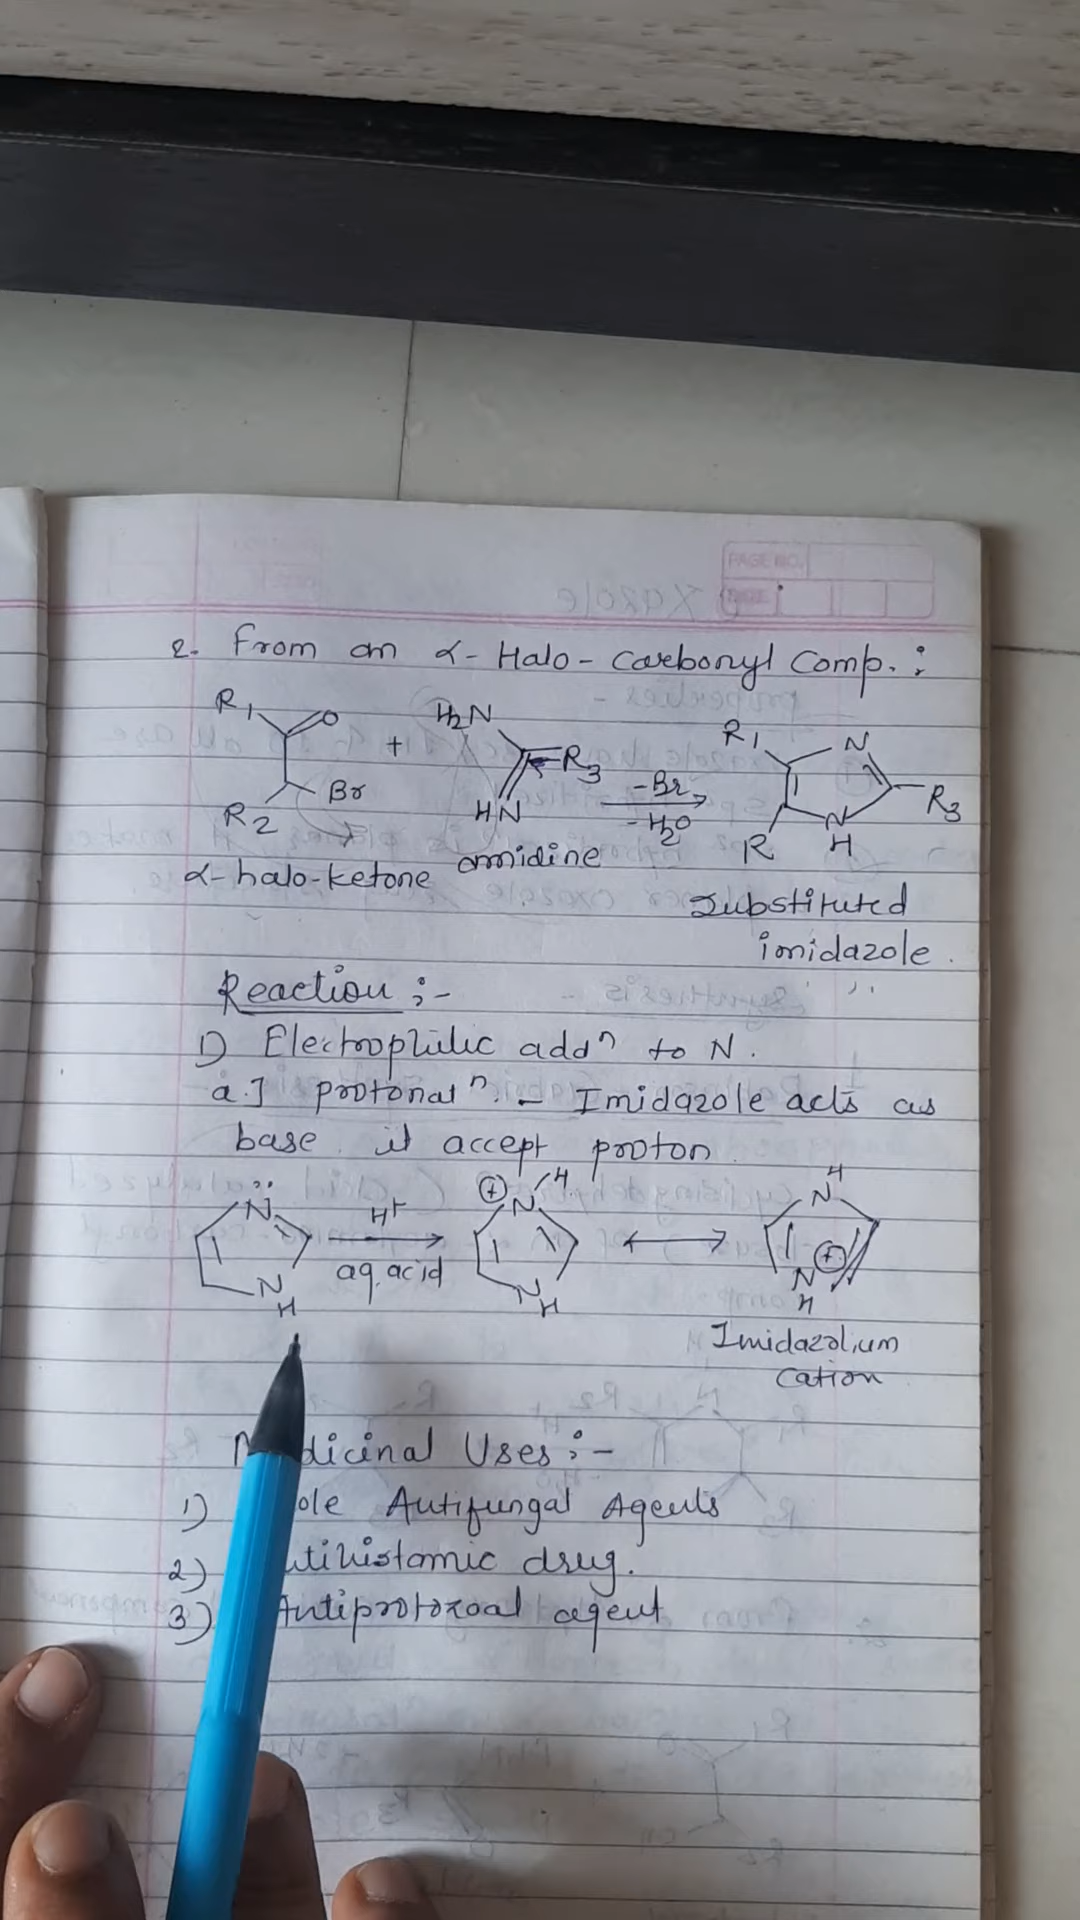 PAGE NO.
2. From an α-Halo-Carbonyl Comp. :
R1 O Br R2 + H2N HN R3 -Br -H2O R1 N R3 R N H
α-halo-ketone amidine
Substituted
imidazole.
Reaction :-
1) Electrophilic addⁿ to N.
a.] protonatⁿ. - Imidazole acts as
base. it accept proton.
N N H H+ aq. acid ⊕ N H N H N H ⊕ N H
Imidazolium
Cation
dicinal Uses :-
1) ole Antifungal Agents
2) tihistamic drug.
3) Antiprotozoal agent